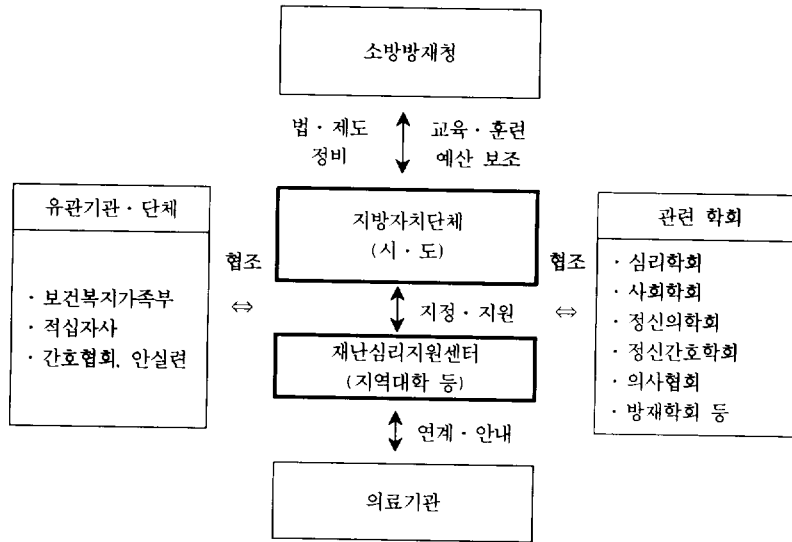 소방방재청
법 · 제도
정비
교육 · 훈련
예산 보조
유관기관 · 단체
· 보건복지가족부
· 적십자사
· 간호협회, 안실련
협조
⇔
지방자치단체
(시 · 도)
지정 · 지원
재난심리지원센터
(지역대학 등)
연계 · 안내
의료기관
협조
⇔
관련 학회
· 심리학회
· 사회학회
· 정신의학회
· 정신간호학회
· 의사협회
· 방재학회 등